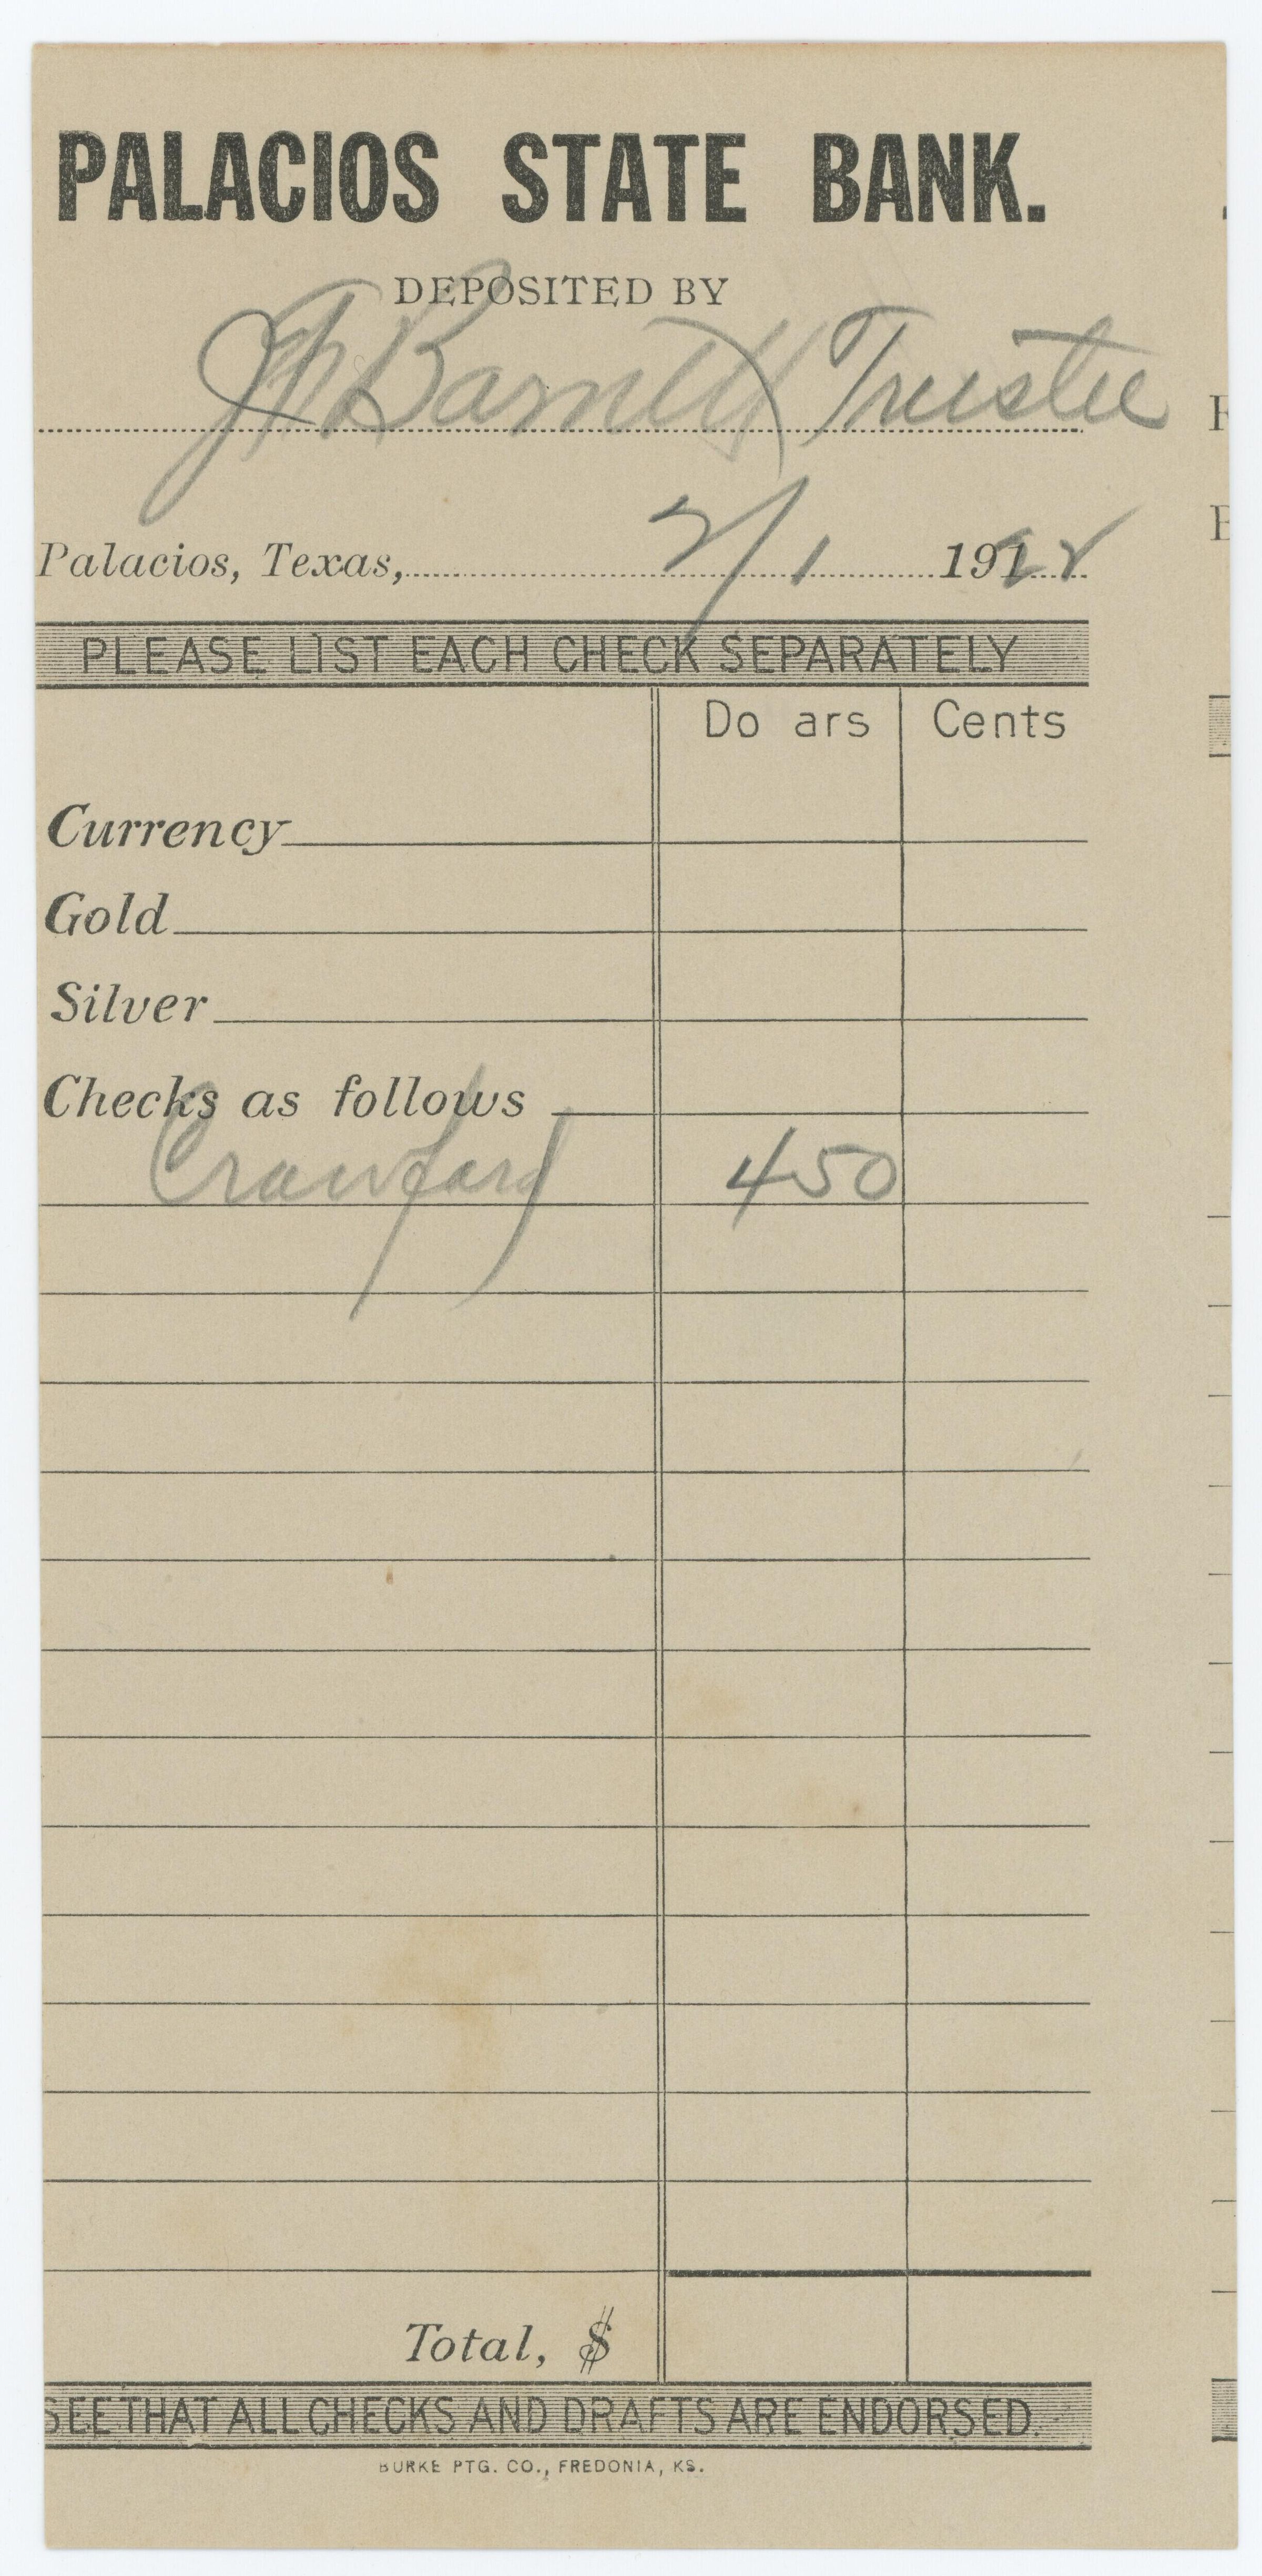 PALACIOS STATE BANK.
DEPOSITED BY
Barnett Trustee
Palacios, Texas, 2/1 1922
PLEASE LIST EACH CHECK SEPARATELY
Do ars Cents
Currency
Gold
Silver
Checks as follows
Crawford 450
Total, $
SEE THAT ALL CHECKS AND DRAFTS ARE ENDORSED.
BURKE PTG. CO., FREDONIA, KS.